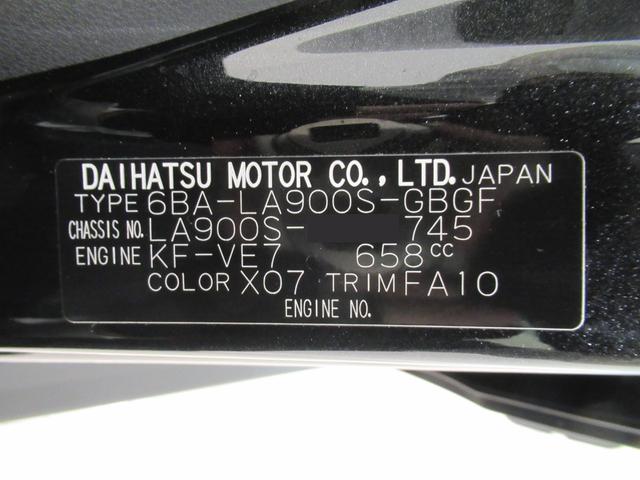 DAIHATSU MOTOR CO., LTD. JAPAN
TYPE 6BA-LA900S-GBGF
CHASSIS NO. LA900S- 745
ENGINE KF-VE7 658cc
COLOR X07 TRIM FA10
ENGINE NO.